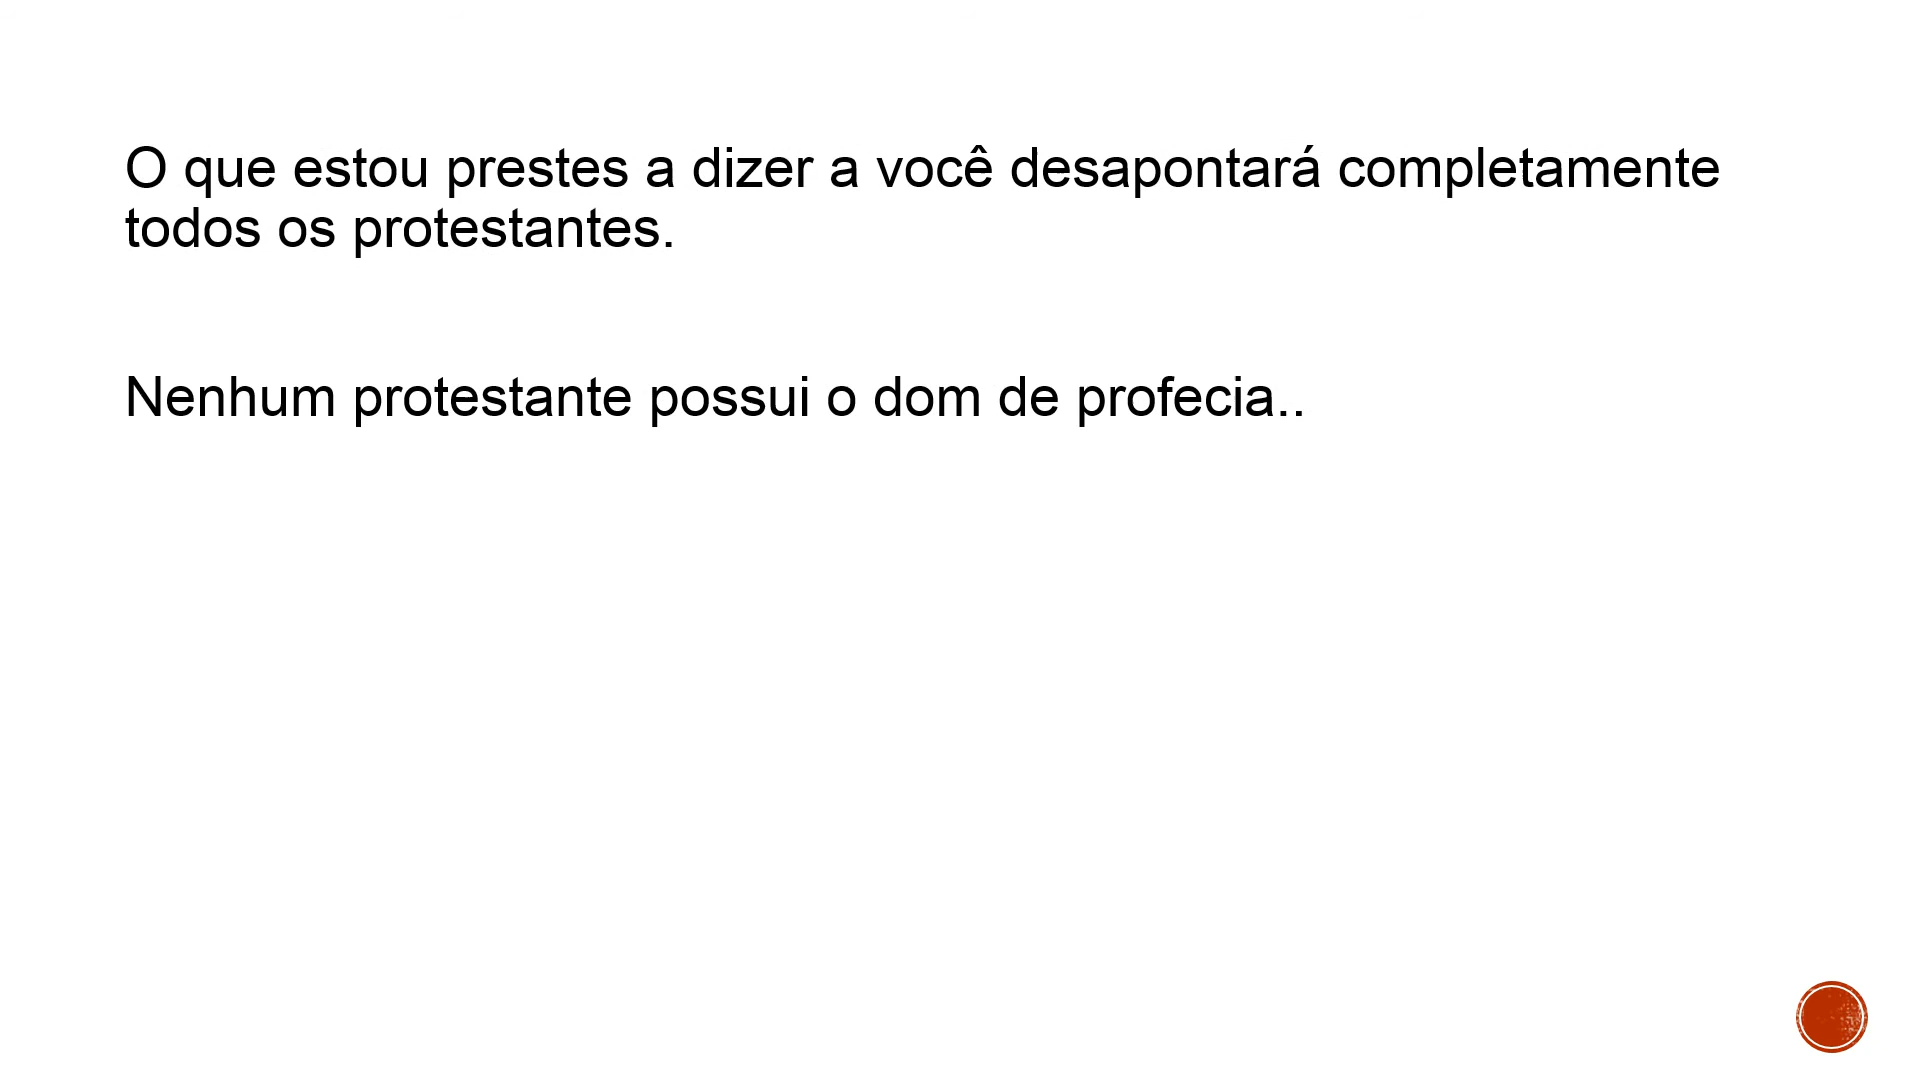 O que estou prestes a dizer a você desapontará completamente
todos os protestantes.
Nenhum protestante possui o dom de profecia..